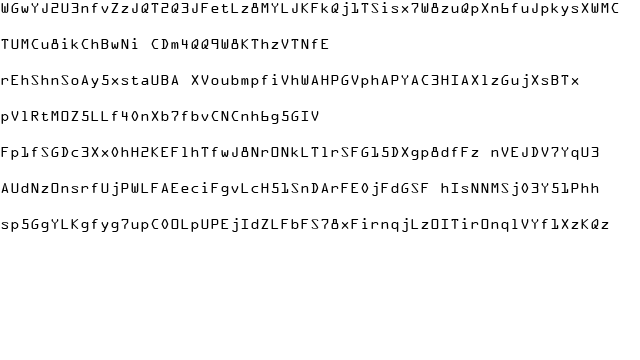 WGwYJ2U3nfvZzJQT2Q3JFetLz8MYLJKFkQj1TSisx7W8zuQpXn6fuJpkysXWMC
TUMCu8ikChBwNi CDm4QQ9W8KThzVTNfE
rEhShnSoAy5xstaUBA XVoubmpfiVhWAHPGVphAPYAC3HIAXlzGujXsBTx
pVlRtMOZ5LLf40nXb7fbvCNCnh6g5GIV
Fp1fSGDc3Xx0hH2KEFlhTfwJ8NrONkLTlrSFG15DXgp8dfFz nVEJDV7YqU3
AUdNzOnsrfUjPWLFAEeciFgvLcH51SnDArFE0jFdGSF hIsNNMSj03Y51Phh
sp5GgYLKgfyg7upC0OLpUPEjIdZLFbFS78xFirnqjLzOITirOnqlVYf1XzKQz